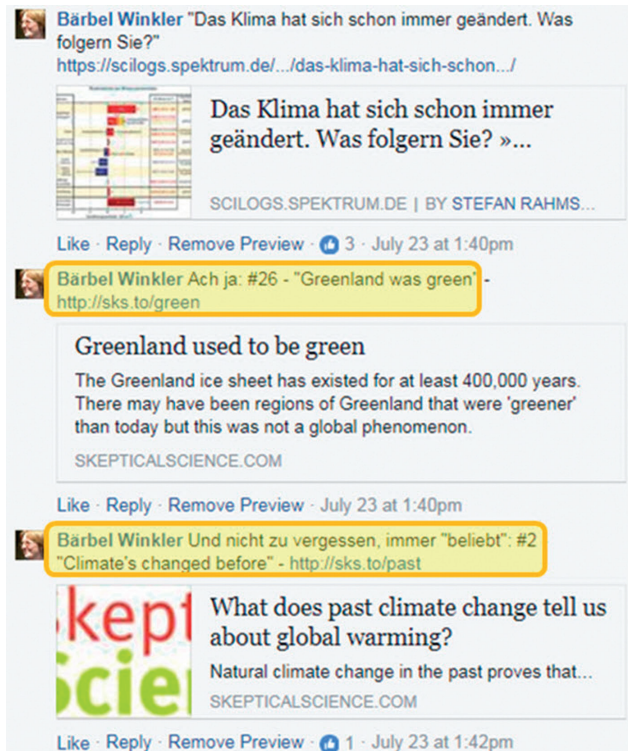 Bärbel Winkler "Das Klima hat sich schon immer geändert. Was
folgern Sie?"
https://scilogs.spektrum.de/.../das-klima-hat-sich-schon.../
Das Klima hat sich schon immer
geändert. Was folgern Sie? »...
SCILOGS.SPEKTRUM.DE | BY STEFAN RAHMS...
Like · Reply · Remove Preview · 3 · July 23 at 1:40pm
Bärbel Winkler Ach ja: #26 - "Greenland was green" -
http://sks.to/green
Greenland used to be green
The Greenland ice sheet has existed for at least 400,000 years.
There may have been regions of Greenland that were 'greener'
than today but this was not a global phenomenon.
SKEPTICALSCIENCE.COM
Like · Reply · Remove Preview · July 23 at 1:40pm
Bärbel Winkler Und nicht zu vergessen, immer "beliebt": #2
"Climate's changed before" - http://sks.to/past
Skept
Scie
What does past climate change tell us
about global warming?
Natural climate change in the past proves that...
SKEPTICALSCIENCE.COM
Like · Reply · Remove Preview · 1 · July 23 at 1:42pm